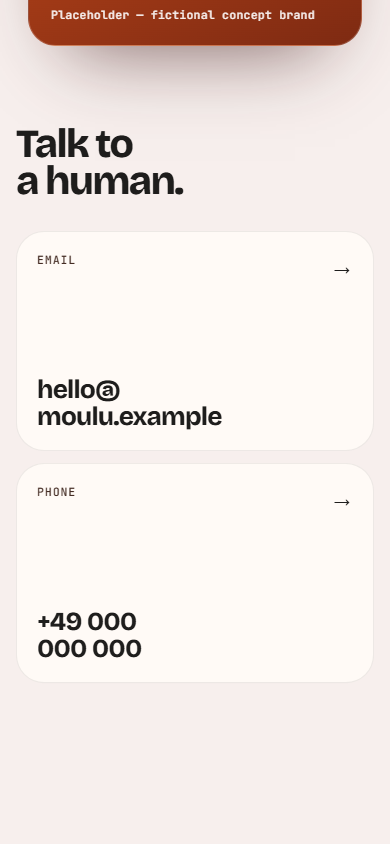 Placeholder — fictional concept brand
Talk to
a human.
EMAIL
→
hello@
moulu.example
PHONE
→
+49 000
000 000